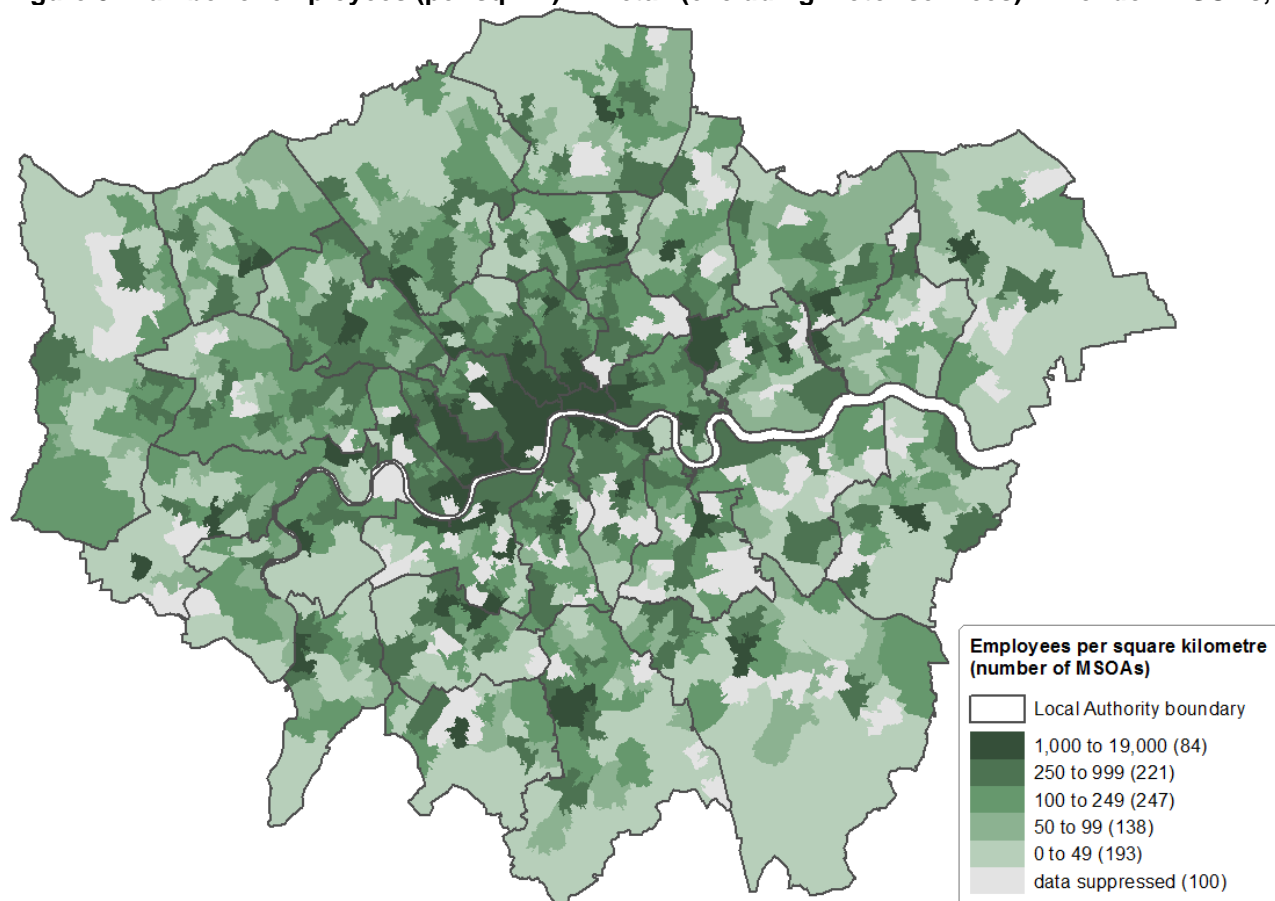 Employees per square kilometre
(number of MSOAs)
Local Authority boundary
1,000 to 19,000 (84)
250 to 999 (221)
100 to 249 (247)
50 to 99 (138)
0 to 49 (193)
data suppressed (100)